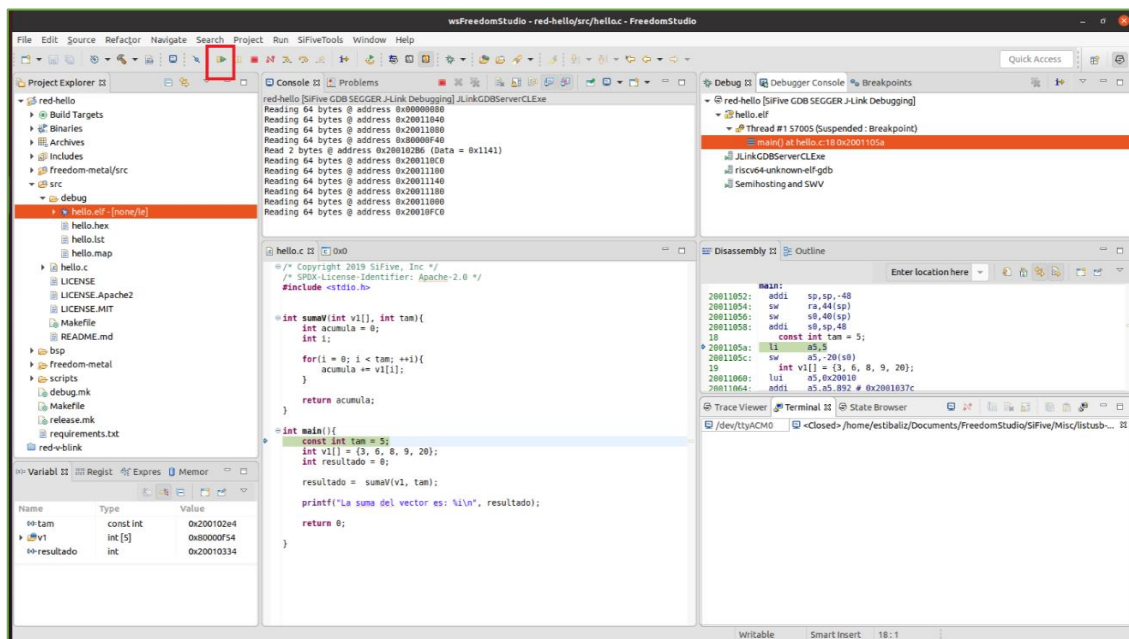 wsFreedomStudio - red-hello/src/hello.c - FreedomStudio
File Edit Source Refactor Navigate Search Project Run SiFiveTools Window Help
Quick Access
Project Explorer
red-hello
Build Targets
Binaries
Archives
Includes
freedom-metal/src
src
debug
hello.elf - [none/le]
hello.hex
hello.lst
hello.map
hello.c
LICENSE
LICENSE.Apache2
LICENSE.MIT
Makefile
README.md
bsp
freedom-metal
scripts
debug.mk
Makefile
release.mk
requirements.txt
red-v-blink
Variabl Regist Expres Memor
Name Type Value
tam const int 0x200102e4
v1 int [5] 0x80000f54
resultado int 0x20010334
Console Problems
red-hello [SiFive GDB SEGGER J-Link Debugging] JLinkGDBServerCLExe
Reading 64 bytes @ address 0x00000080
Reading 64 bytes @ address 0x20011040
Reading 64 bytes @ address 0x20011080
Reading 64 bytes @ address 0x80000F40
Read 2 bytes @ address 0x200102B6 (Data = 0x1141)
Reading 64 bytes @ address 0x200110C0
Reading 64 bytes @ address 0x20011100
Reading 64 bytes @ address 0x20011140
Reading 64 bytes @ address 0x20011180
Reading 64 bytes @ address 0x20011000
Reading 64 bytes @ address 0x20010FC0
hello.c 0x0
/* Copyright 2019 SiFive, Inc */
/* SPDX-License-Identifier: Apache-2.0 */
#include <stdio.h>
int sumaV(int v1[], int tam){
int acumula = 0;
int i;
for(i = 0; i < tam; ++i){
acumula += v1[i];
}
return acumula;
}
int main(){
const int tam = 5;
int v1[] = {3, 6, 8, 9, 20};
int resultado = 0;
resultado = sumaV(v1, tam);
printf("La suma del vector es: %i\n", resultado);
return 0;
}
Debug Debugger Console Breakpoints
red-hello [SiFive GDB SEGGER J-Link Debugging]
hello.elf
Thread #1 57005 (Suspended : Breakpoint)
main() at hello.c:18 0x2001105a
JLinkGDBServerCLExe
riscv64-unknown-elf-gdb
Semihosting and SWV
Disassembly Outline
Enter location here
main:
20011052: addi sp,sp,-48
20011054: sw ra,44(sp)
20011056: sw s0,40(sp)
20011058: addi s0,sp,48
18 const int tam = 5;
2001105a: li a5,5
2001105c: sw a5,-20(s0)
19 int v1[] = {3, 6, 8, 9, 20};
20011060: lui a5,0x20010
20011064: addi a5,a5,892 # 0x2001037c
Trace Viewer Terminal State Browser
/dev/ttyACM0 <Closed> /home/estibaliz/Documents/FreedomStudio/SiFive/Misc/listusb-...
Writable Smart Insert 18 : 1